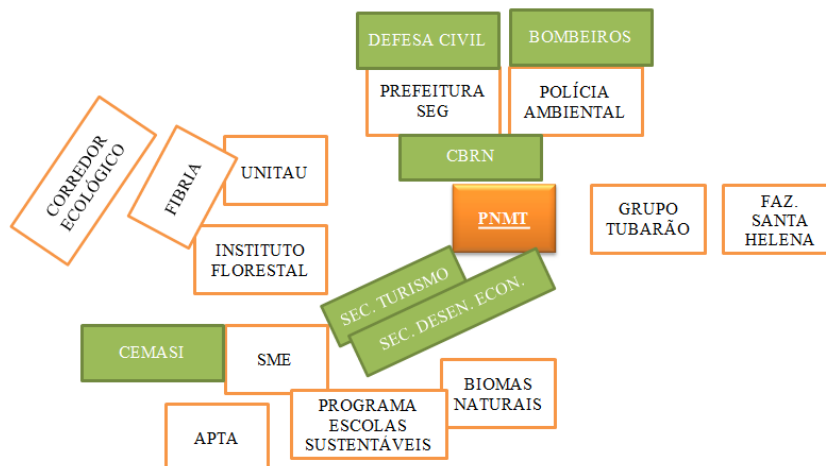 DEFESA CIVIL
BOMBEIROS
PREFEITURA
SEG
POLÍCIA
AMBIENTAL
CORREDOR
ECOLÓGICO
FIBRIA
UNITAU
CBRN
PNMT
GRUPO
TUBARÃO
FAZ.
SANTA
HELENA
INSTITUTO
FLORESTAL
SEC. TURISMO
SEC. DESEN. ECON.
CEMASI
SME
BIOMAS
NATURAIS
PROGRAMA
ESCOLAS
SUSTENTÁVEIS
APTA